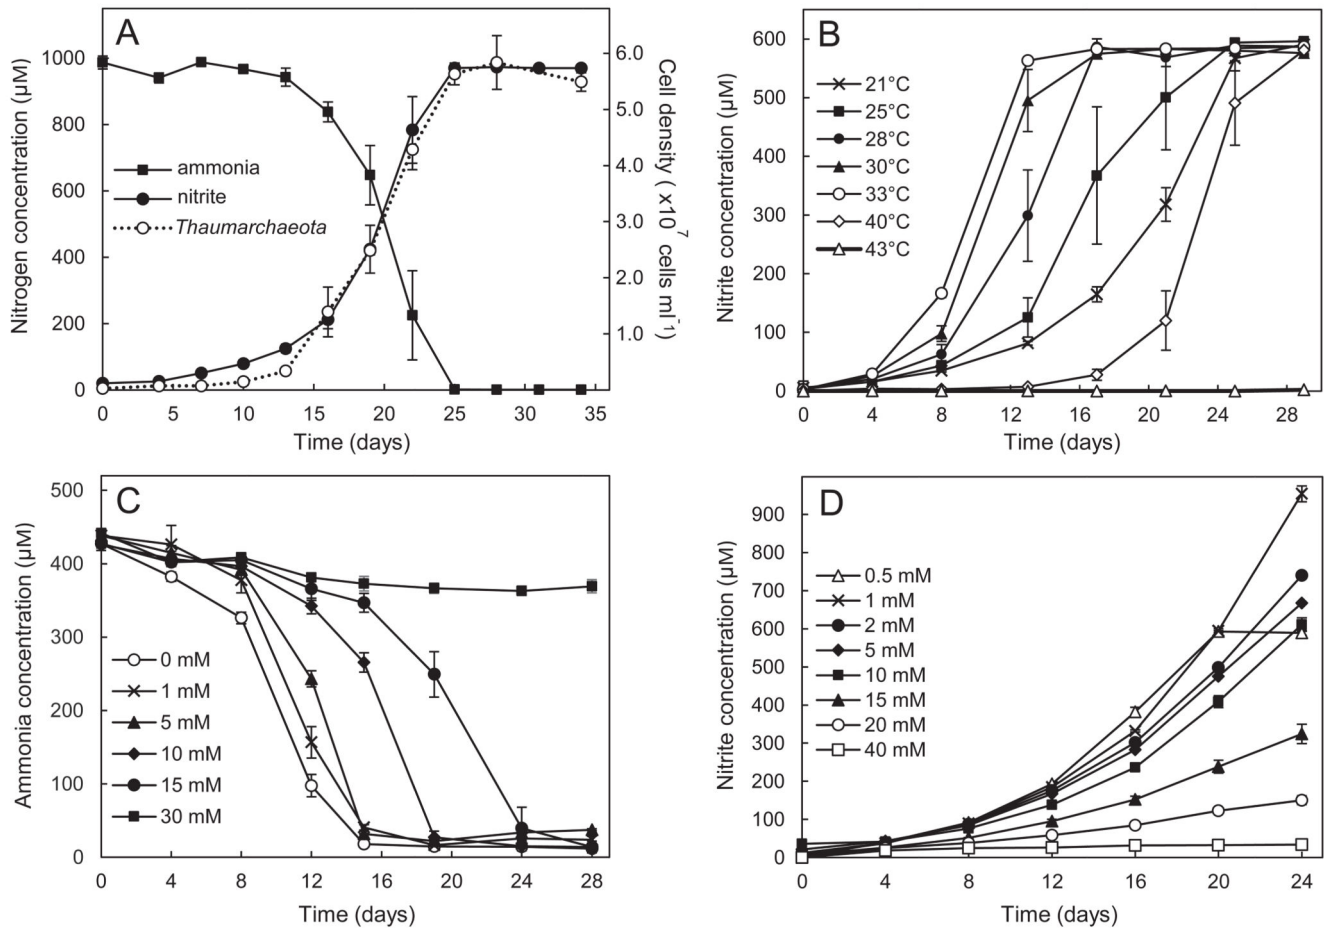 A
Nitrogen concentration (µM)
1000
800
600
400
200
0
ammonia
nitrite
Thaumarchaeota
6.0
5.0
4.0
3.0
2.0
1.0
Cell density ( x10⁷ cells ml⁻¹)
0 5 10 15 20 25 30 35
Time (days)
B
Nitrite concentration (µM)
600
500
400
300
200
100
0
21°C
25°C
28°C
30°C
33°C
40°C
43°C
0 4 8 12 16 20 24 28
Time (days)
C
Ammonia concentration (µM)
500
400
300
200
100
0
0 mM
1 mM
5 mM
10 mM
15 mM
30 mM
0 4 8 12 16 20 24 28
Time (days)
D
Nitrite concentration (µM)
900
800
700
600
500
400
300
200
100
0
0.5 mM
1 mM
2 mM
5 mM
10 mM
15 mM
20 mM
40 mM
0 4 8 12 16 20 24
Time (days)